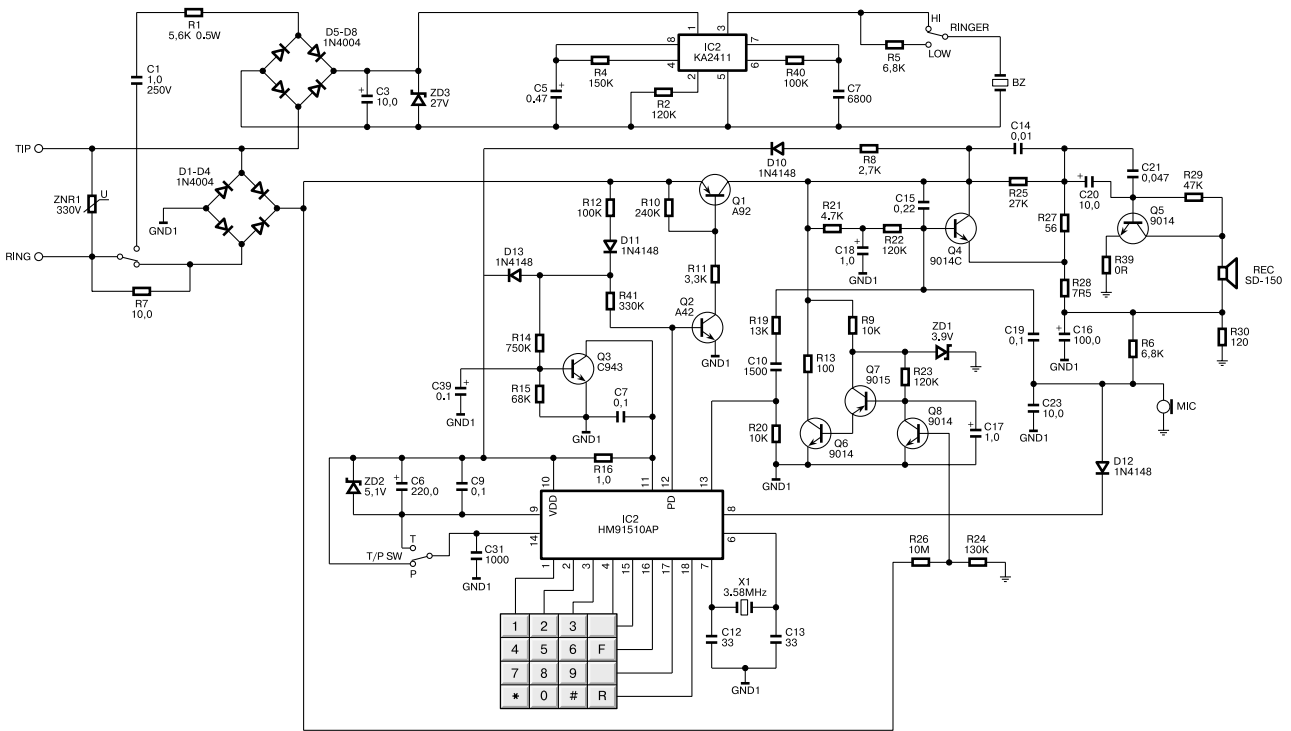 R1
5,6K 0.5W
D5-D8
1N4004
C1
1,0
250V
C3
10,0
+
ZD3
27V
1
3
8
4
IC2
KA2411
7
6
2
5
C5
0.47
+
R4
150K
R2
120K
R40
100K
C7
6800
R5
6,8K
HI
RINGER
LOW
BZ
TIP
ZNR1
330V
U
D1-D4
1N4004
GND1
RING
R7
10,0
D10
1N4148
R8
2,7K
C14
0,01
C21
0,047
R29
47K
R12
100K
R10
240K
Q1
A92
R21
4.7K
C15
0,22
R25
27K
C20
10,0
+
Q5
9014
D11
1N4148
D13
1N4148
C18
1,0
+
GND1
R22
120K
Q4
9014C
R27
56
R39
0R
R28
7R5
REC
SD-150
R11
3,3K
R41
330K
Q2
A42
GND1
R19
13K
R9
10K
ZD1
3.9V
C19
0,1
C16
100,0
+
GND1
R6
6,8K
R30
120
R14
750K
Q3
C943
C39
0.1
+
GND1
R15
68K
C7
0,1
GND1
C10
1500
R13
100
Q7
9015
R23
120K
Q8
9014
C23
10,0
GND1
MIC
R20
10K
GND1
Q6
9014
C17
1,0
+
D12
1N4148
ZD2
5,1V
C6
220,0
+
C9
0,1
R16
1,0
10
VDD
11
12
PD
13
9
14
IC2
HM91510AP
8
6
T/P SW
T
P
C31
1000
GND1
1
2
3
4
15
16
17
18
7
R26
10M
R24
130K
X1
3.58MHz
C12
33
C13
33
GND1
1 2 3
4 5 6 F
7 8 9
* 0 # R